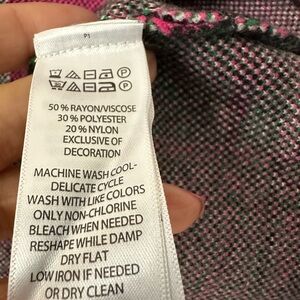 P1
50 % RAYON/VISCOSE
30 % POLYESTER
20 % NYLON
EXCLUSIVE OF
DECORATION
MACHINE WASH COOL-
DELICATE CYCLE
WASH WITH LIKE COLORS
ONLY NON-CHLORINE
BLEACH WHEN NEEDED
RESHAPE WHILE DAMP
DRY FLAT
LOW IRON IF NEEDED
OR DRY CLEAN